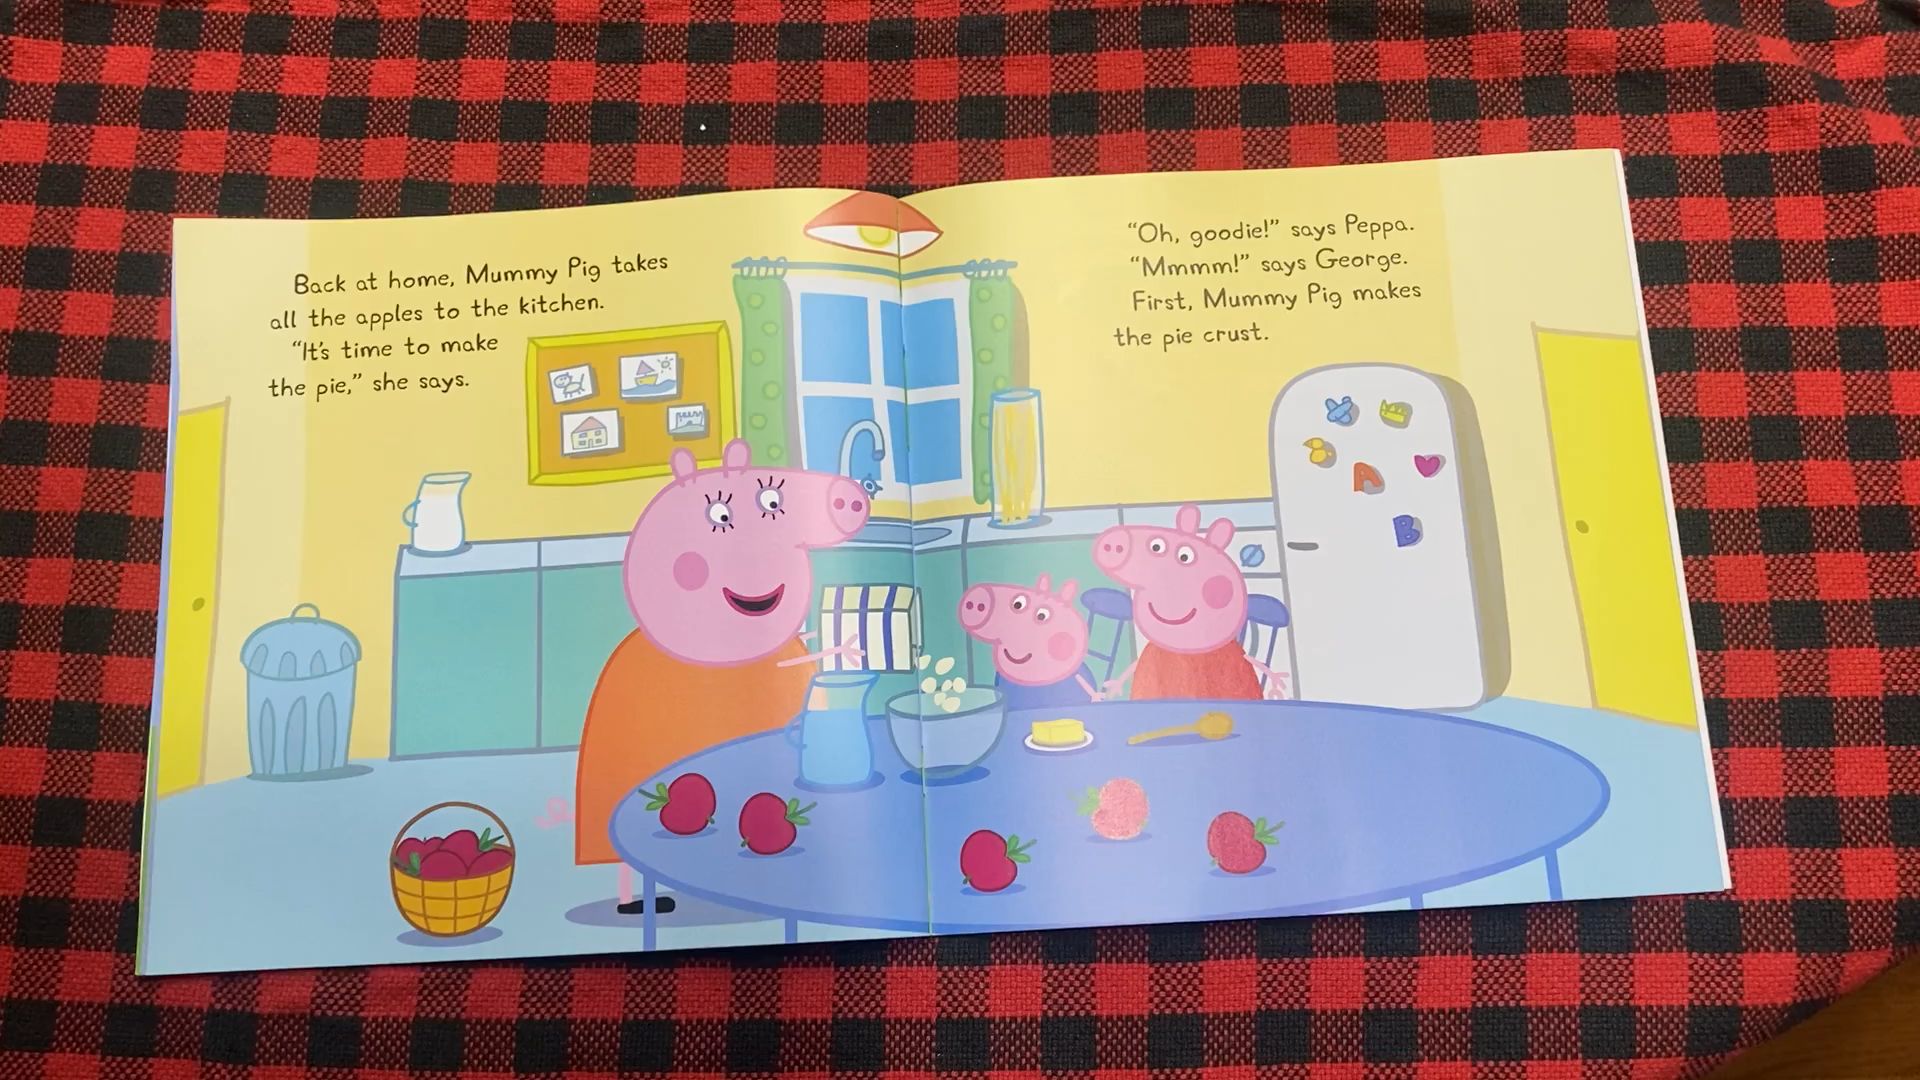 Back at home, Mummy Pig takes
all the apples to the kitchen.
“It’s time to make
the pie,” she says.
“Oh, goodie!” says Peppa.
“Mmmm!” says George.
First, Mummy Pig makes
the pie crust.
A
B